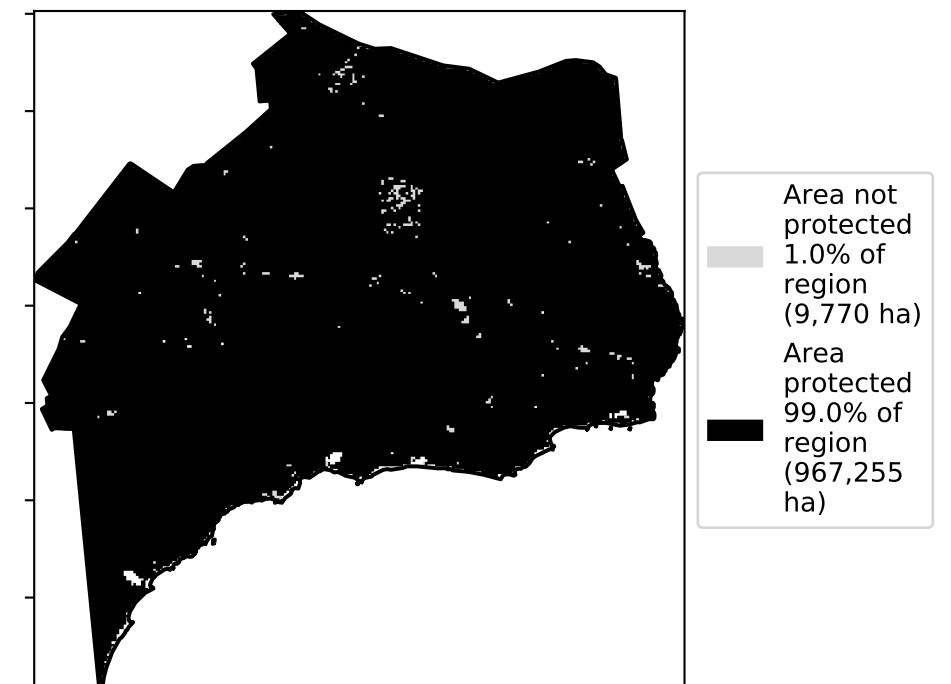 Area not
protected
1.0% of
region
(9,770 ha)
Area
protected
99.0% of
region
(967,255
ha)